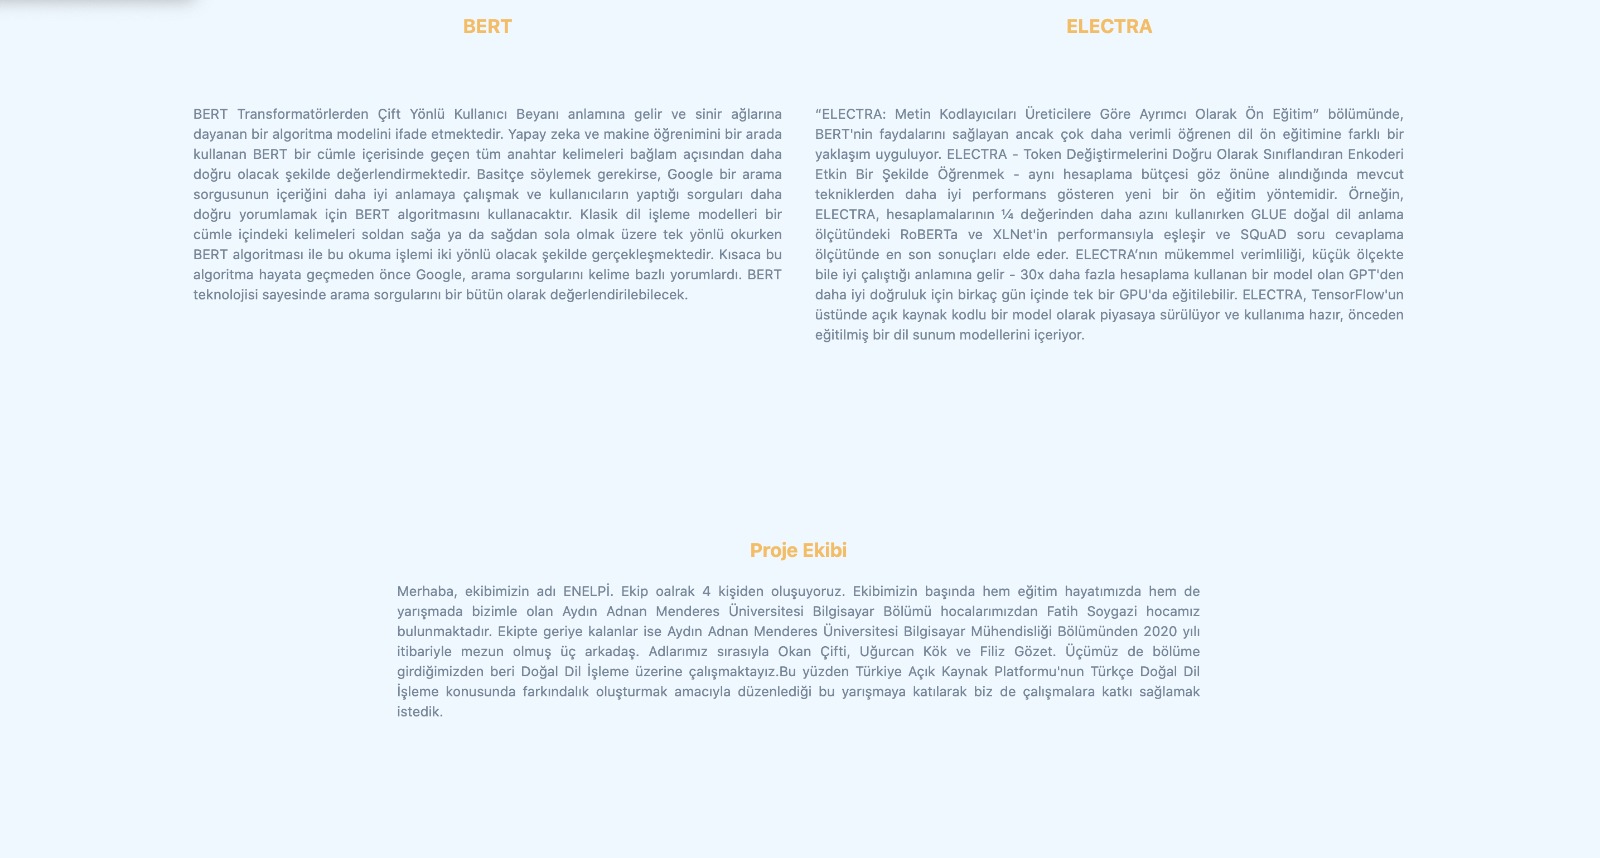 BERT
BERT Transformatörlerden Çift Yönlü Kullanıcı Beyanı anlamına gelir ve sinir ağlarına
dayanan bir algoritma modelini ifade etmektedir. Yapay zeka ve makine öğrenimini bir arada
kullanan BERT bir cümle içerisinde geçen tüm anahtar kelimeleri bağlam açısından daha
doğru olacak şekilde değerlendirmektedir. Basitçe söylemek gerekirse, Google bir arama
sorgusunun içeriğini daha iyi anlamaya çalışmak ve kullanıcıların yaptığı sorguları daha
doğru yorumlamak için BERT algoritmasını kullanacaktır. Klasik dil işleme modelleri bir
cümle içindeki kelimeleri soldan sağa ya da sağdan sola olmak üzere tek yönlü okurken
BERT algoritması ile bu okuma işlemi iki yönlü olacak şekilde gerçekleşmektedir. Kısaca bu
algoritma hayata geçmeden önce Google, arama sorgularını kelime bazlı yorumlardı. BERT
teknolojisi sayesinde arama sorgularını bir bütün olarak değerlendirilebilecek.
ELECTRA
“ELECTRA: Metin Kodlayıcıları Üreticilere Göre Ayrımcı Olarak Ön Eğitim” bölümünde,
BERT'nin faydalarını sağlayan ancak çok daha verimli öğrenen dil ön eğitimine farklı bir
yaklaşım uyguluyor. ELECTRA - Token Değiştirmelerini Doğru Olarak Sınıflandıran Enkoderi
Etkin Bir Şekilde Öğrenmek - aynı hesaplama bütçesi göz önüne alındığında mevcut
tekniklerden daha iyi performans gösteren yeni bir ön eğitim yöntemidir. Örneğin,
ELECTRA, hesaplamalarının ¼ değerinden daha azını kullanırken GLUE doğal dil anlama
ölçütündeki RoBERTa ve XLNet'in performansıyla eşleşir ve SQuAD soru cevaplama
ölçütünde en son sonuçları elde eder. ELECTRA’nın mükemmel verimliliği, küçük ölçekte
bile iyi çalıştığı anlamına gelir - 30x daha fazla hesaplama kullanan bir model olan GPT'den
daha iyi doğruluk için birkaç gün içinde tek bir GPU'da eğitilebilir. ELECTRA, TensorFlow'un
üstünde açık kaynak kodlu bir model olarak piyasaya sürülüyor ve kullanıma hazır, önceden
eğitilmiş bir dil sunum modellerini içeriyor.
Proje Ekibi
Merhaba, ekibimizin adı ENELPİ. Ekip oalrak 4 kişiden oluşuyoruz. Ekibimizin başında hem eğitim hayatımızda hem de
yarışmada bizimle olan Aydın Adnan Menderes Üniversitesi Bilgisayar Bölümü hocalarımızdan Fatih Soygazi hocamız
bulunmaktadır. Ekipte geriye kalanlar ise Aydın Adnan Menderes Üniversitesi Bilgisayar Mühendisliği Bölümünden 2020 yılı
itibariyle mezun olmuş üç arkadaş. Adlarımız sırasıyla Okan Çifti, Uğurcan Kök ve Filiz Gözet. Üçümüz de bölüme
girdiğimizden beri Doğal Dil İşleme üzerine çalışmaktayız.Bu yüzden Türkiye Açık Kaynak Platformu'nun Türkçe Doğal Dil
İşleme konusunda farkındalık oluşturmak amacıyla düzenlediği bu yarışmaya katılarak biz de çalışmalara katkı sağlamak
istedik.